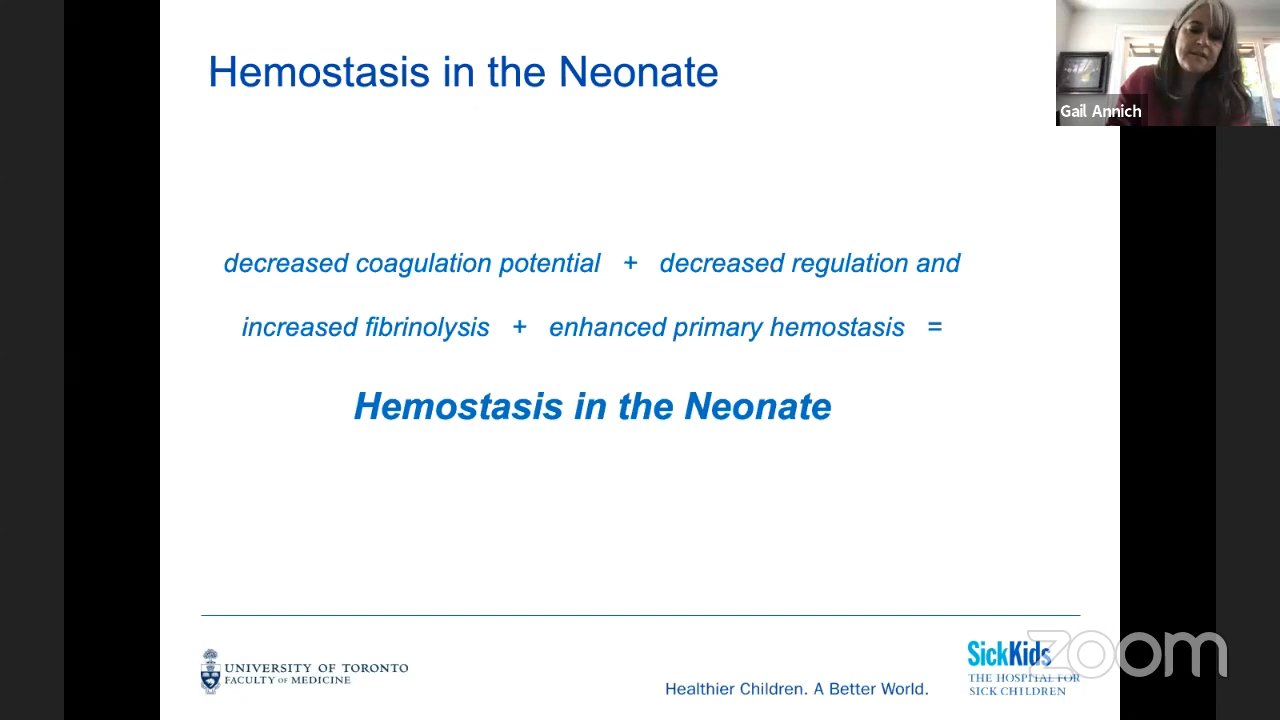 Hemostasis in the Neonate
Gail Annich
decreased coagulation potential + decreased regulation and
increased fibrinolysis + enhanced primary hemostasis =
Hemostasis in the Neonate
UNIVERSITY OF TORONTO
FACULTY OF MEDICINE
Healthier Children. A Better World.
SickKids
THE HOSPITAL FOR
SICK CHILDREN
zoom